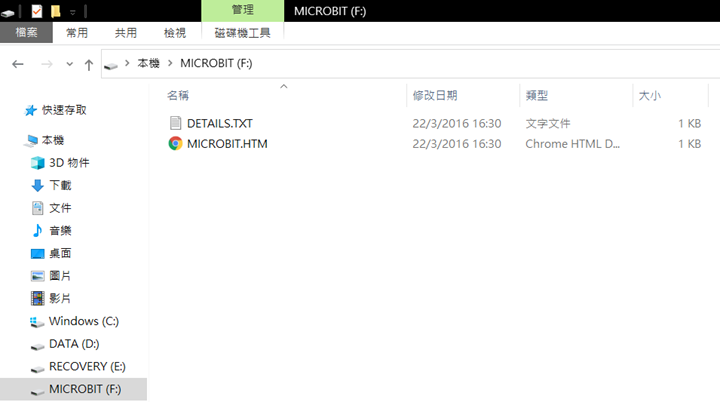 管理 MICROBIT (F:)
檔案 常用 共用 檢視 磁碟機工具
本機 MICROBIT (F:)
名稱 修改日期 類型 大小
DETAILS.TXT 22/3/2016 16:30 文字文件 1 KB
MICROBIT.HTM 22/3/2016 16:30 Chrome HTML D... 1 KB
快速存取
本機
3D 物件
下載
文件
音樂
桌面
圖片
影片
Windows (C:)
DATA (D:)
RECOVERY (E:)
MICROBIT (F:)